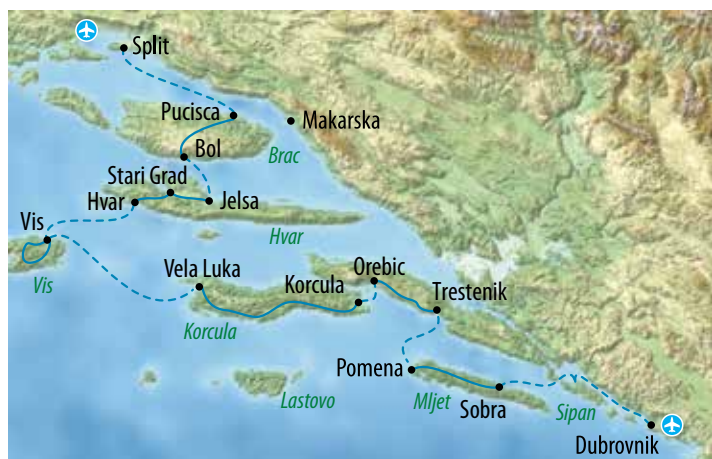 Split
Pucisca
Makarska
Bol
Brac
Stari Grad
Hvar
Jelsa
Hvar
Vis
Vis
Vela Luka
Korcula
Orebic
Korcula
Trestenik
Pomena
Lastovo
Mljet
Sobra
Sipan
Dubrovnik